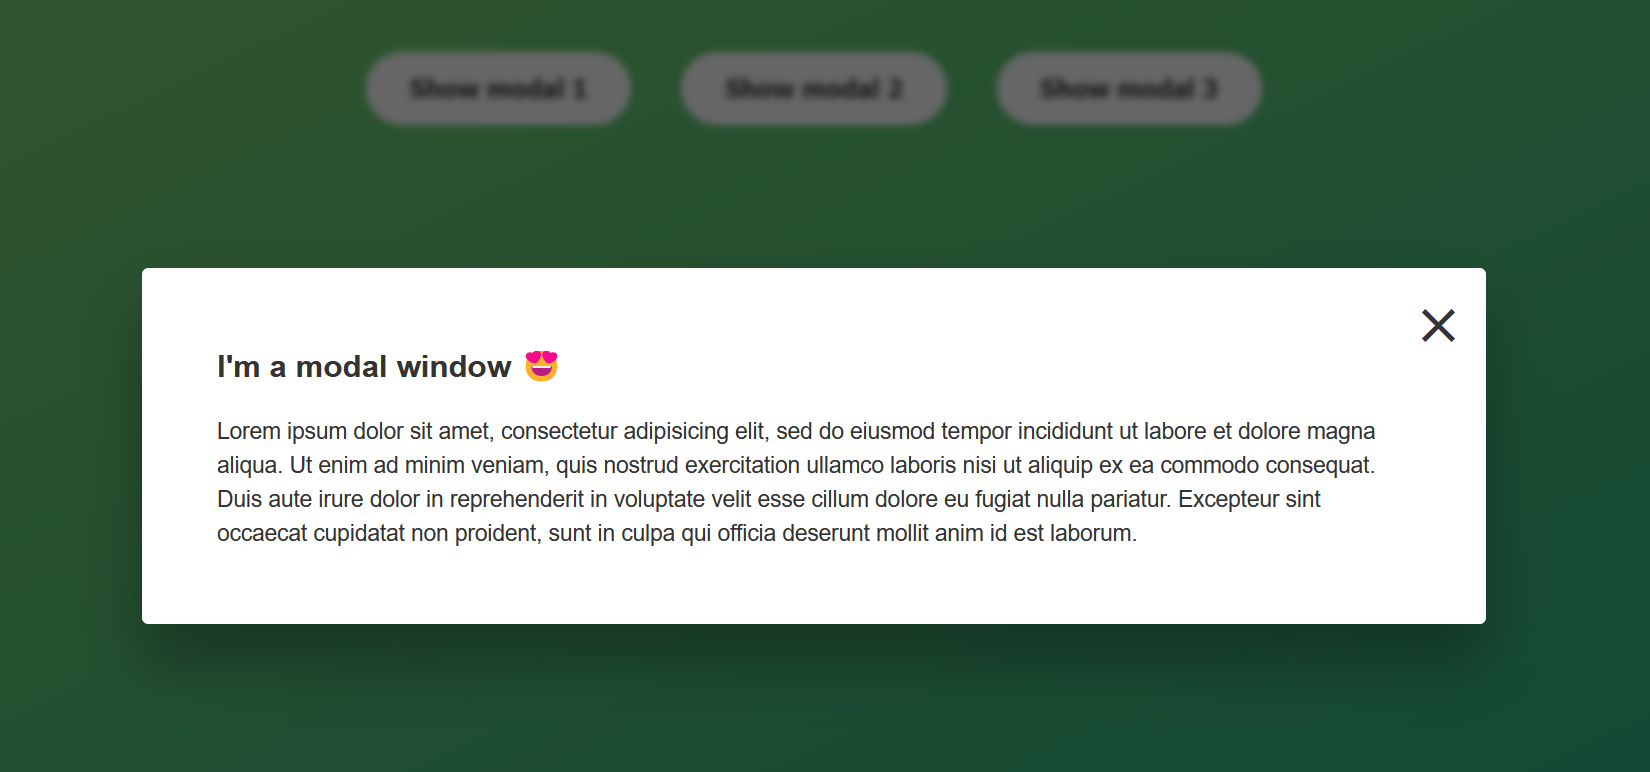 Show modal 1 Show modal 2 Show modal 3
I'm a modal window 😍
Lorem ipsum dolor sit amet, consectetur adipisicing elit, sed do eiusmod tempor incididunt ut labore et dolore magna
aliqua. Ut enim ad minim veniam, quis nostrud exercitation ullamco laboris nisi ut aliquip ex ea commodo consequat.
Duis aute irure dolor in reprehenderit in voluptate velit esse cillum dolore eu fugiat nulla pariatur. Excepteur sint
occaecat cupidatat non proident, sunt in culpa qui officia deserunt mollit anim id est laborum.